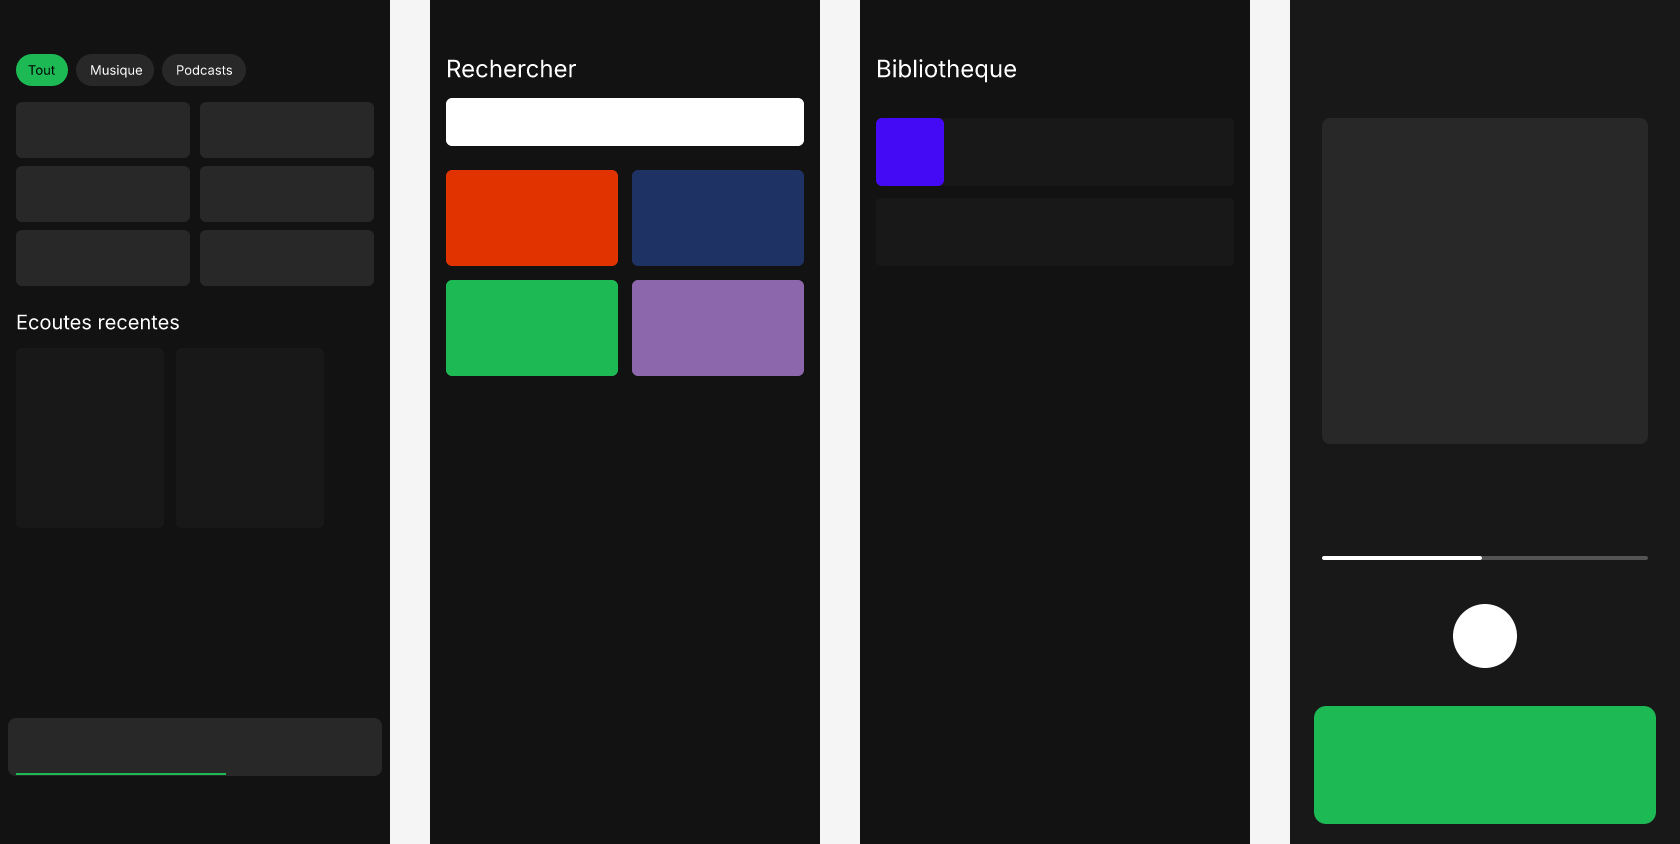 Tout
Musique
Podcasts
Ecoutes recentes
Rechercher
Bibliotheque